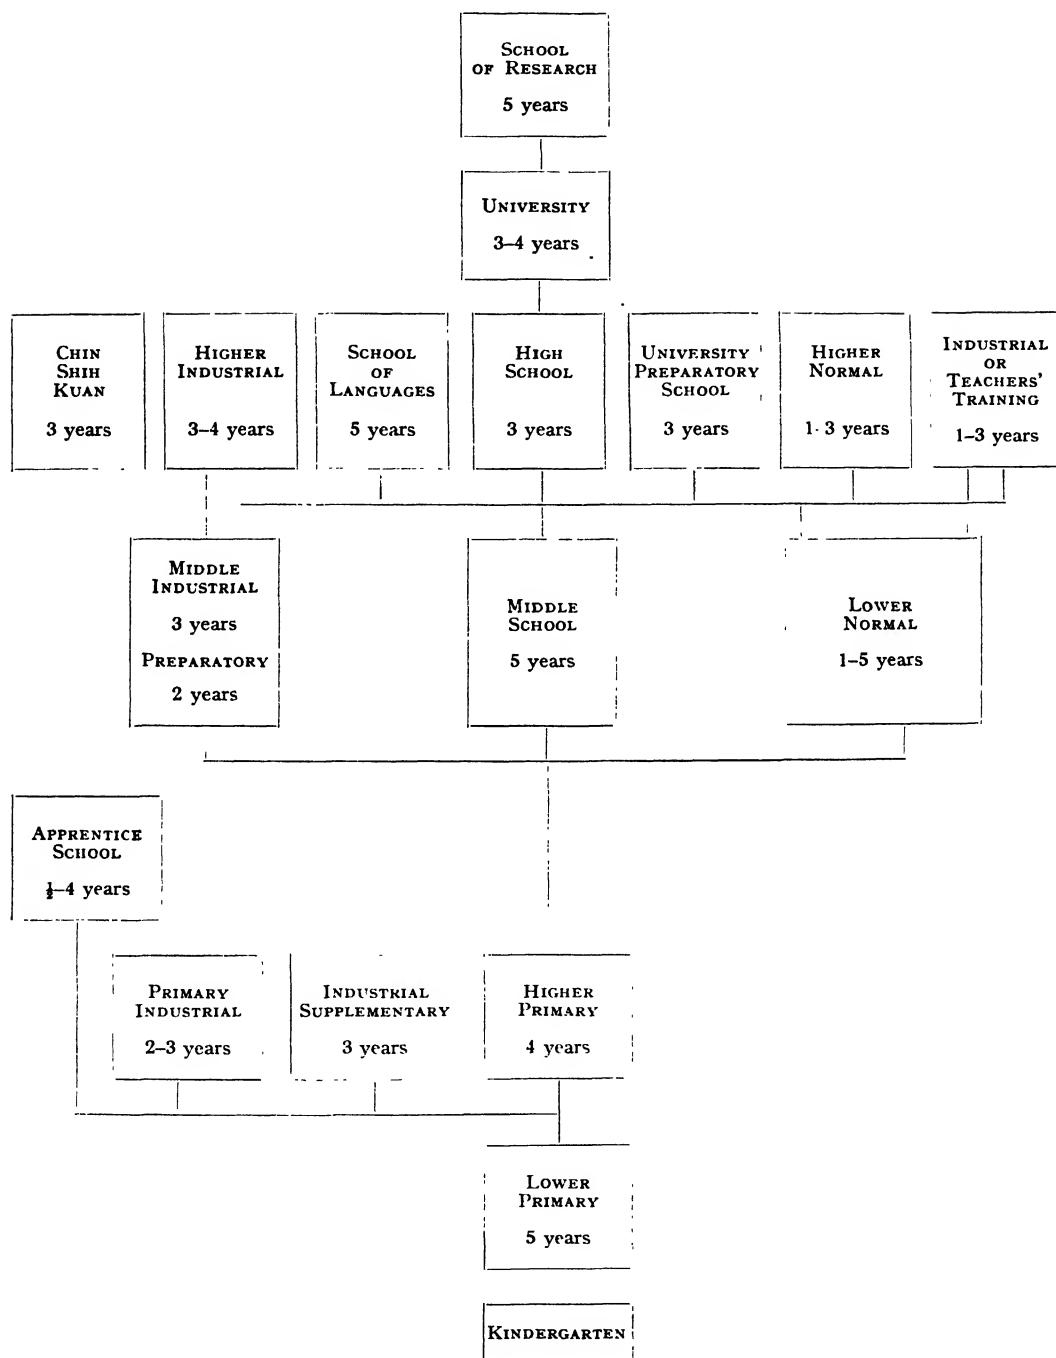 SCHOOL
OF RESEARCH
5 years
UNIVERSITY
3–4 years
CHIN
SHIH
KUAN
3 years
HIGHER
INDUSTRIAL
3–4 years
SCHOOL
OF
LANGUAGES
5 years
HIGH
SCHOOL
3 years
UNIVERSITY
PREPARATORY
SCHOOL
3 years
HIGHER
NORMAL
1-3 years
INDUSTRIAL
OR
TEACHERS'
TRAINING
1–3 years
MIDDLE
INDUSTRIAL
3 years
PREPARATORY
2 years
MIDDLE
SCHOOL
5 years
LOWER
NORMAL
1–5 years
APPRENTICE
SCHOOL
½–4 years
PRIMARY
INDUSTRIAL
2–3 years
INDUSTRIAL
SUPPLEMENTARY
3 years
HIGHER
PRIMARY
4 years
LOWER
PRIMARY
5 years
KINDERGARTEN